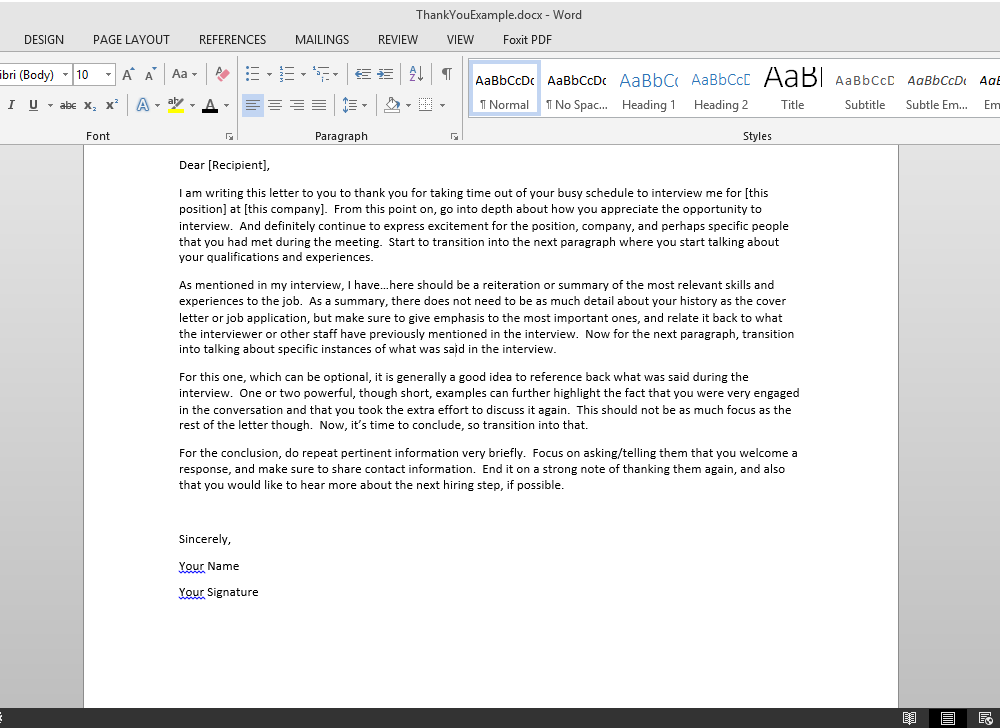 ThankYouExample.docx - Word
DESIGN PAGE LAYOUT REFERENCES MAILINGS REVIEW VIEW Foxit PDF
ibri (Body) 10 A A Aa
I U abc x₂ x² A ab A
AaBbCcDc AaBbCcDc AaBbC AaBbCcD AaB AaBbCcD AaBbCcDc AaB
¶ Normal ¶ No Spac... Heading 1 Heading 2 Title Subtitle Subtle Em... Em
Font Paragraph Styles
Dear [Recipient],
I am writing this letter to you to thank you for taking time out of your busy schedule to interview me for [this
position] at [this company].  From this point on, go into depth about how you appreciate the opportunity to
interview.  And definitely continue to express excitement for the position, company, and perhaps specific people
that you had met during the meeting.  Start to transition into the next paragraph where you start talking about
your qualifications and experiences.
As mentioned in my interview, I have…here should be a reiteration or summary of the most relevant skills and
experiences to the job.  As a summary, there does not need to be as much detail about your history as the cover
letter or job application, but make sure to give emphasis to the most important ones, and relate it back to what
the interviewer or other staff have previously mentioned in the interview.  Now for the next paragraph, transition
into talking about specific instances of what was said in the interview.
For this one, which can be optional, it is generally a good idea to reference back what was said during the
interview.  One or two powerful, though short, examples can further highlight the fact that you were very engaged
in the conversation and that you took the extra effort to discuss it again.  This should not be as much focus as the
rest of the letter though.  Now, it’s time to conclude, so transition into that.
For the conclusion, do repeat pertinent information very briefly.  Focus on asking/telling them that you welcome a
response, and make sure to share contact information.  End it on a strong note of thanking them again, and also
that you would like to hear more about the next hiring step, if possible.
Sincerely,
Your Name
Your Signature